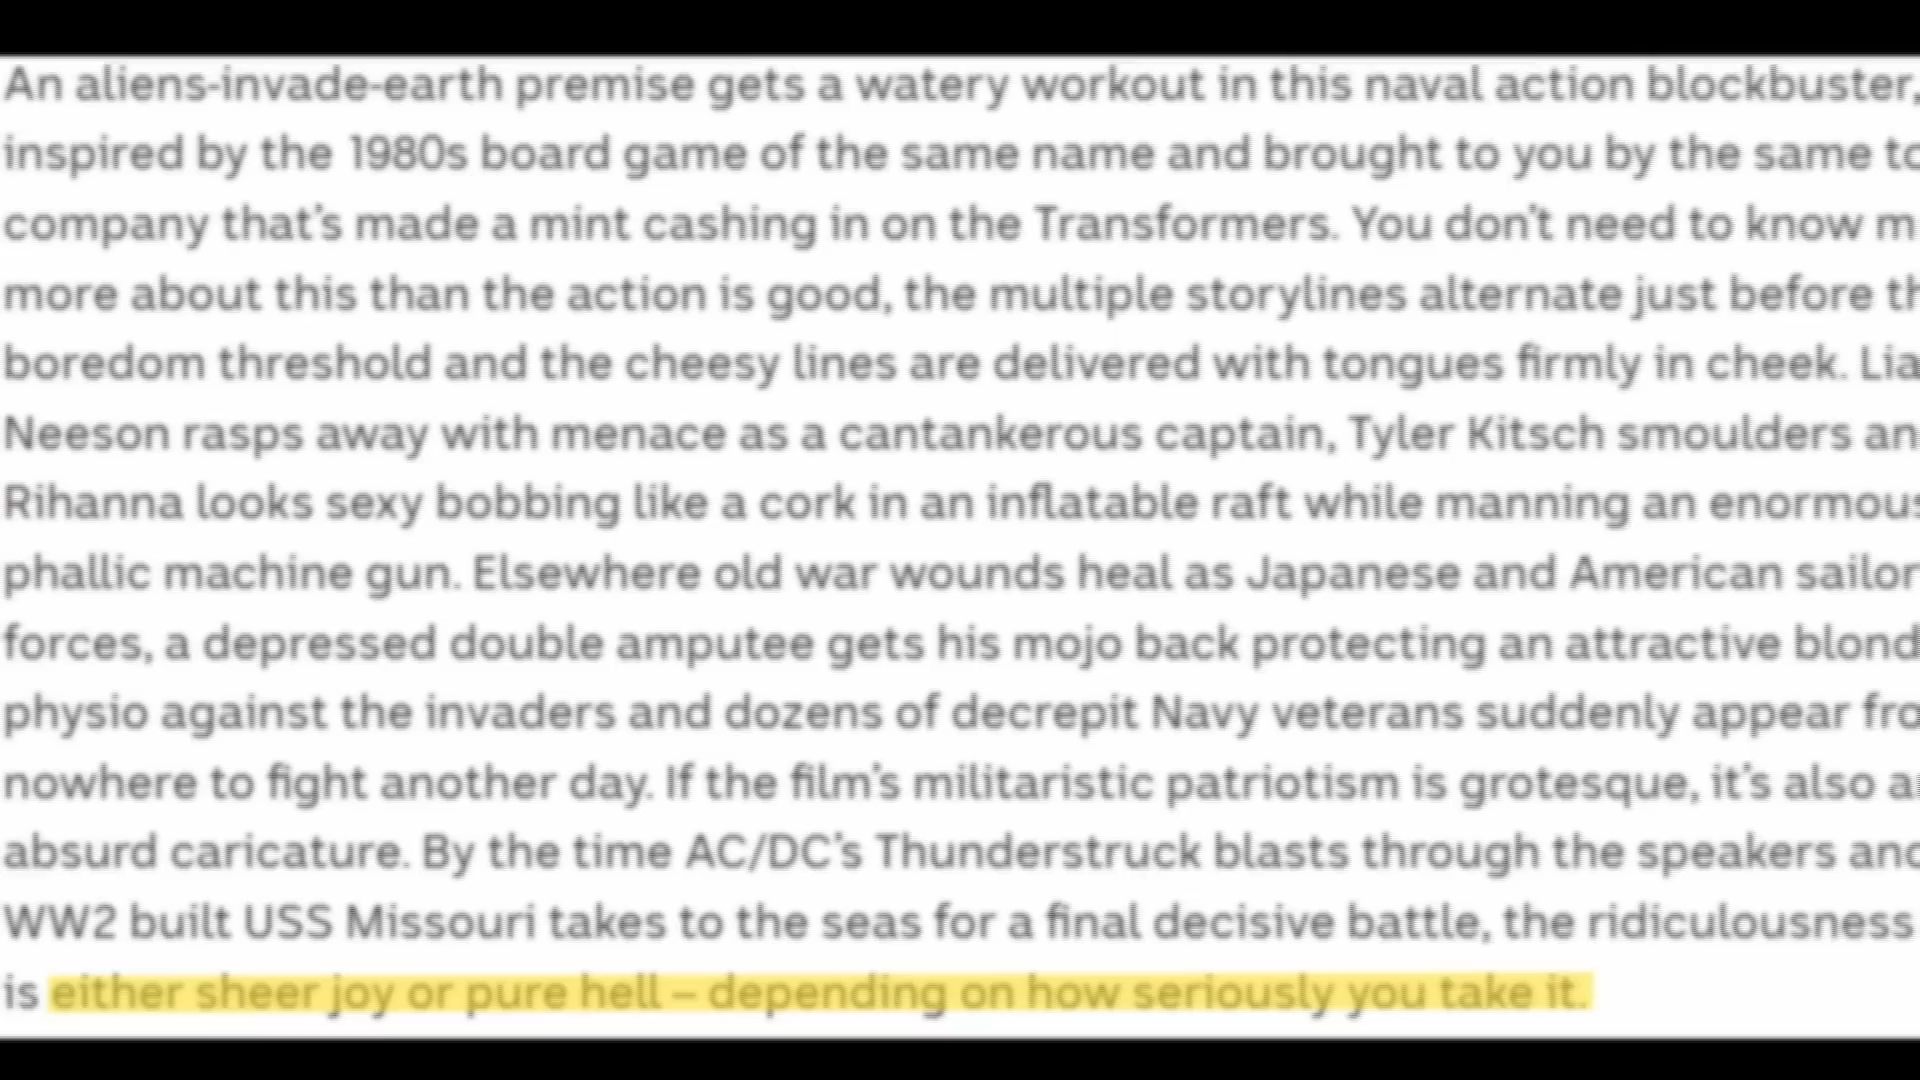 An aliens-invade-earth premise gets a watery workout in this naval action blockbuster,
inspired by the 1980s board game of the same name and brought to you by the same
company that's made a mint cashing in on the Transformers. You don't need to know
more about this than the action is good, the multiple storylines alternate just before
boredom threshold and the cheesy lines are delivered with tongues firmly in cheek.
Neeson rasps away with menace as a cantankerous captain, Tyler Kitsch smoulders
Rihanna looks sexy bobbing like a cork in an inflatable raft while manning an enormous
phallic machine gun. Elsewhere old war wounds heal as Japanese and American
forces, a depressed double amputee gets his mojo back protecting an attractive
physio against the invaders and dozens of decrepit Navy veterans suddenly appear
nowhere to fight another day. If the film's militaristic patriotism is grotesque, it's also
absurd caricature. By the time AC/DC's Thunderstruck blasts through the speakers and
WW2 built USS Missouri takes to the seas for a final decisive battle, the ridiculousness
is either sheer joy or pure hell – depending on how seriously you take it.